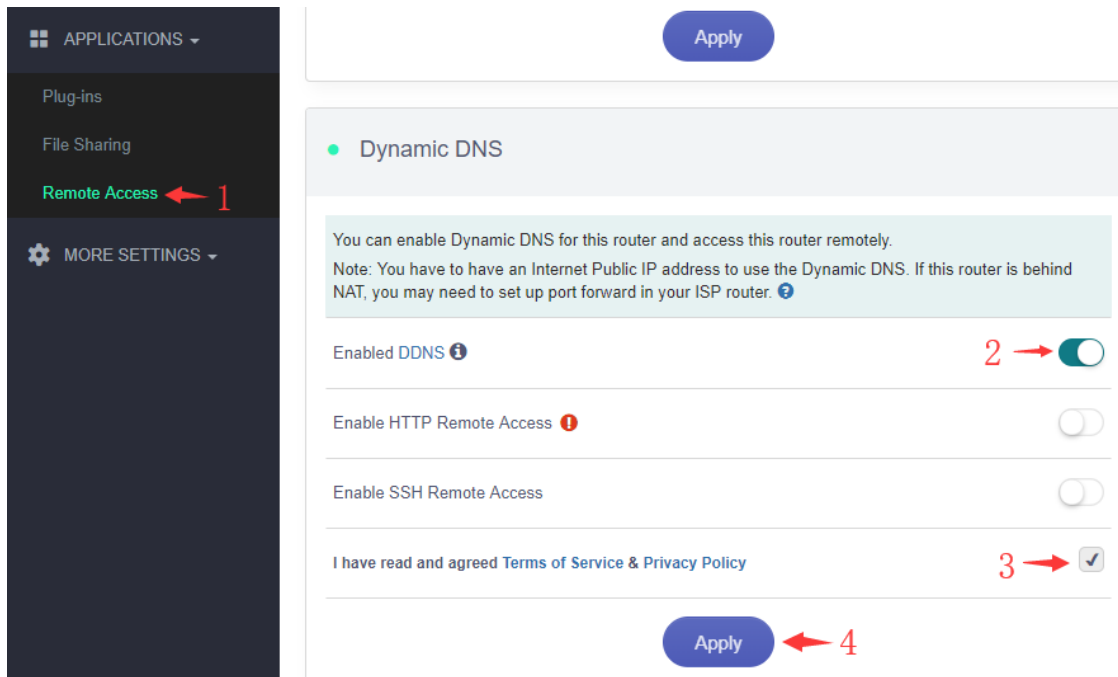 APPLICATIONS
Plug-ins
File Sharing
Remote Access
1
MORE SETTINGS
Apply
Dynamic DNS
You can enable Dynamic DNS for this router and access this router remotely.
Note: You have to have an Internet Public IP address to use the Dynamic DNS. If this router is behind
NAT, you may need to set up port forward in your ISP router.
Enabled DDNS
2
Enable HTTP Remote Access
Enable SSH Remote Access
I have read and agreed Terms of Service & Privacy Policy
3
Apply
4